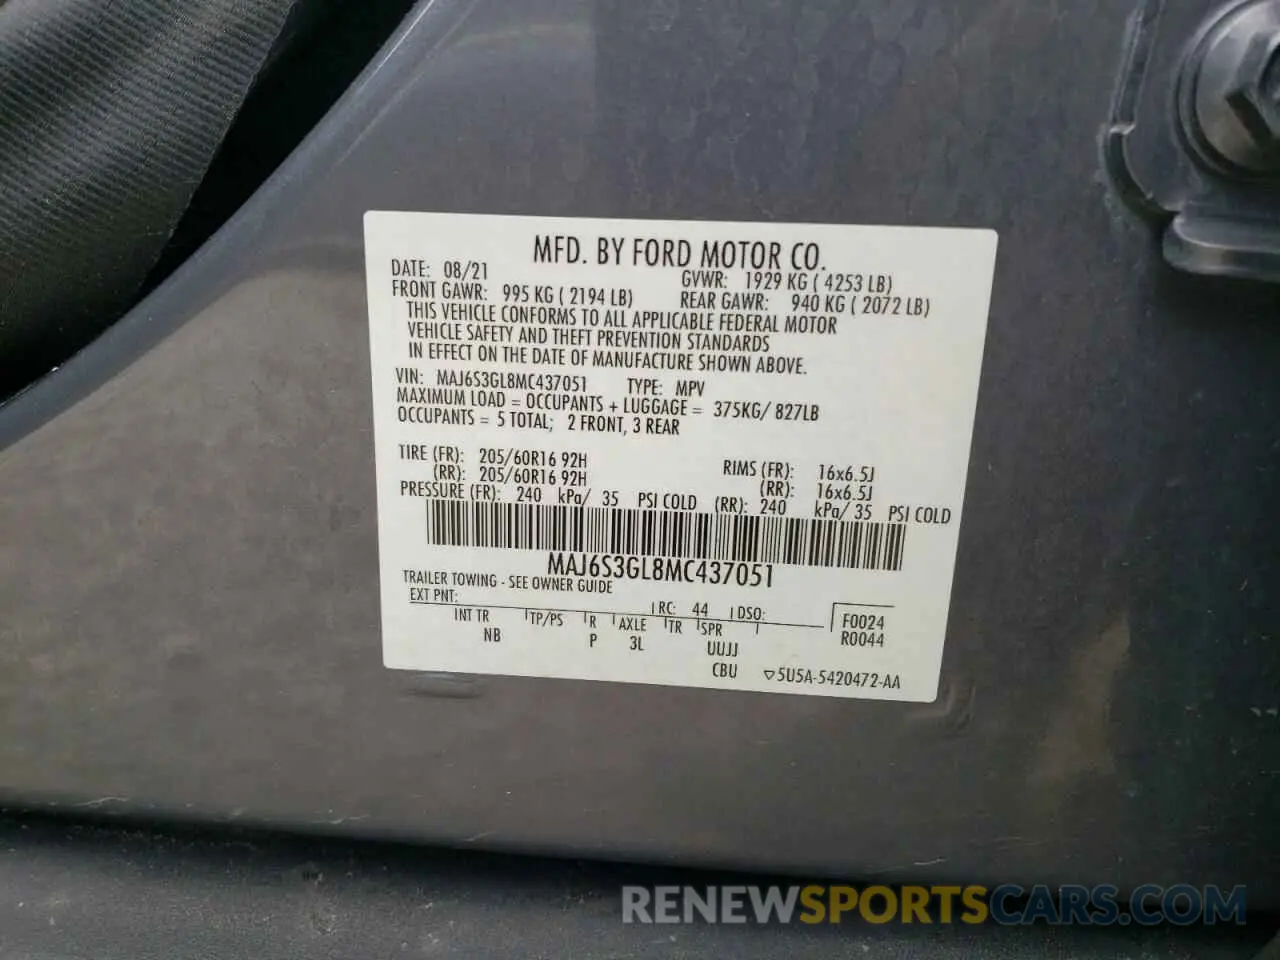 MFD. BY FORD MOTOR CO.
DATE: 08/21 GVWR: 1929 KG ( 4253 LB)
FRONT GAWR: 995 KG ( 2194 LB) REAR GAWR: 940 KG ( 2072 LB)
THIS VEHICLE CONFORMS TO ALL APPLICABLE FEDERAL MOTOR
VEHICLE SAFETY AND THEFT PREVENTION STANDARDS
IN EFFECT ON THE DATE OF MANUFACTURE SHOWN ABOVE.
VIN: MAJ6S3GL8MC437051 TYPE: MPV
MAXIMUM LOAD = OCCUPANTS + LUGGAGE = 375KG/ 827LB
OCCUPANTS = 5 TOTAL; 2 FRONT, 3 REAR
TIRE (FR): 205/60R16 92H RIMS (FR): 16x6.5J
(RR): 205/60R16 92H (RR): 16x6.5J
PRESSURE (FR): 240 kPa/ 35 PSI COLD (RR): 240 kPa/ 35 PSI COLD
MAJ6S3GL8MC437051
TRAILER TOWING - SEE OWNER GUIDE
EXT PNT: RC: 44 DSO:
INT TR TP/PS R AXLE TR SPR F0024
NB P 3L UUJJ R0044
CBU ▽5U5A-5420472-AA
RENEWSPORTSCARS.COM